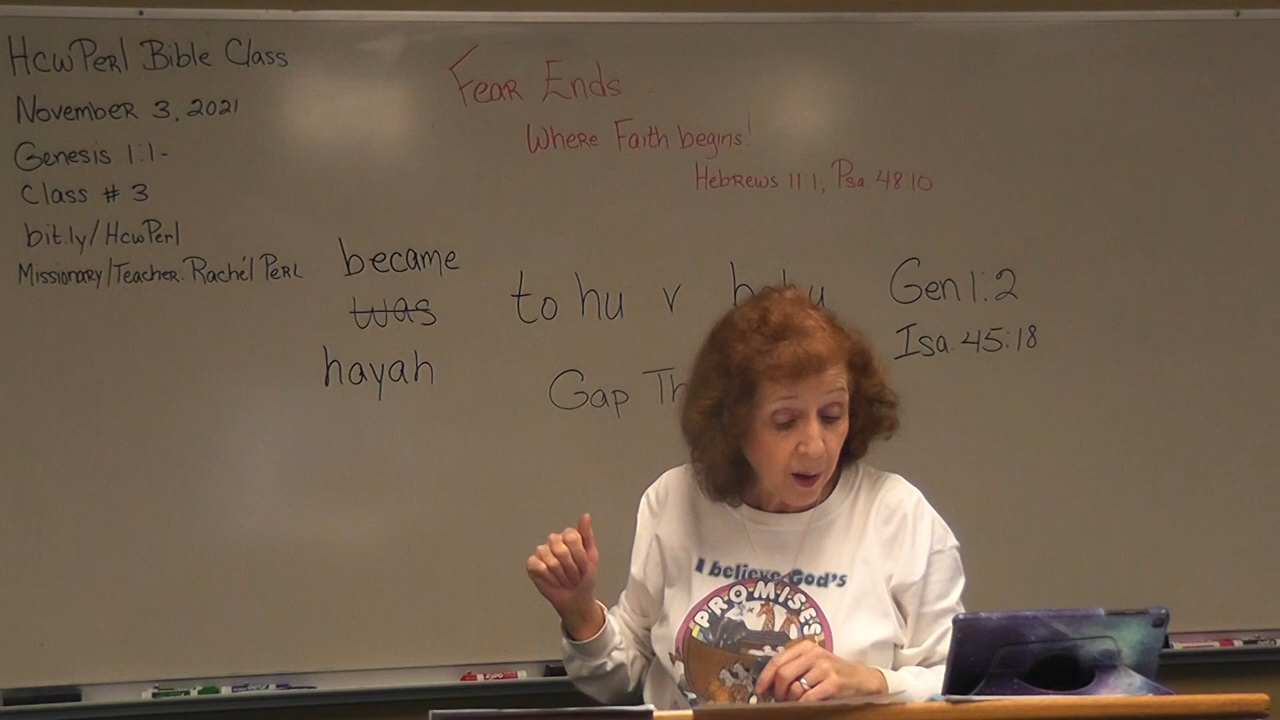 HcwPerl Bible Class
November 3, 2021
Genesis 1:1-
Class # 3
bit.ly/HcwPerl
Missionary/Teacher. Rachél Perl
Fear Ends
Where Faith begins!
Hebrews 11:1; Psa. 48:10
became
was
hayah
to hu v
Gap Th
Gen 1:2
Isa. 45:18
I believe God's
PROMISES